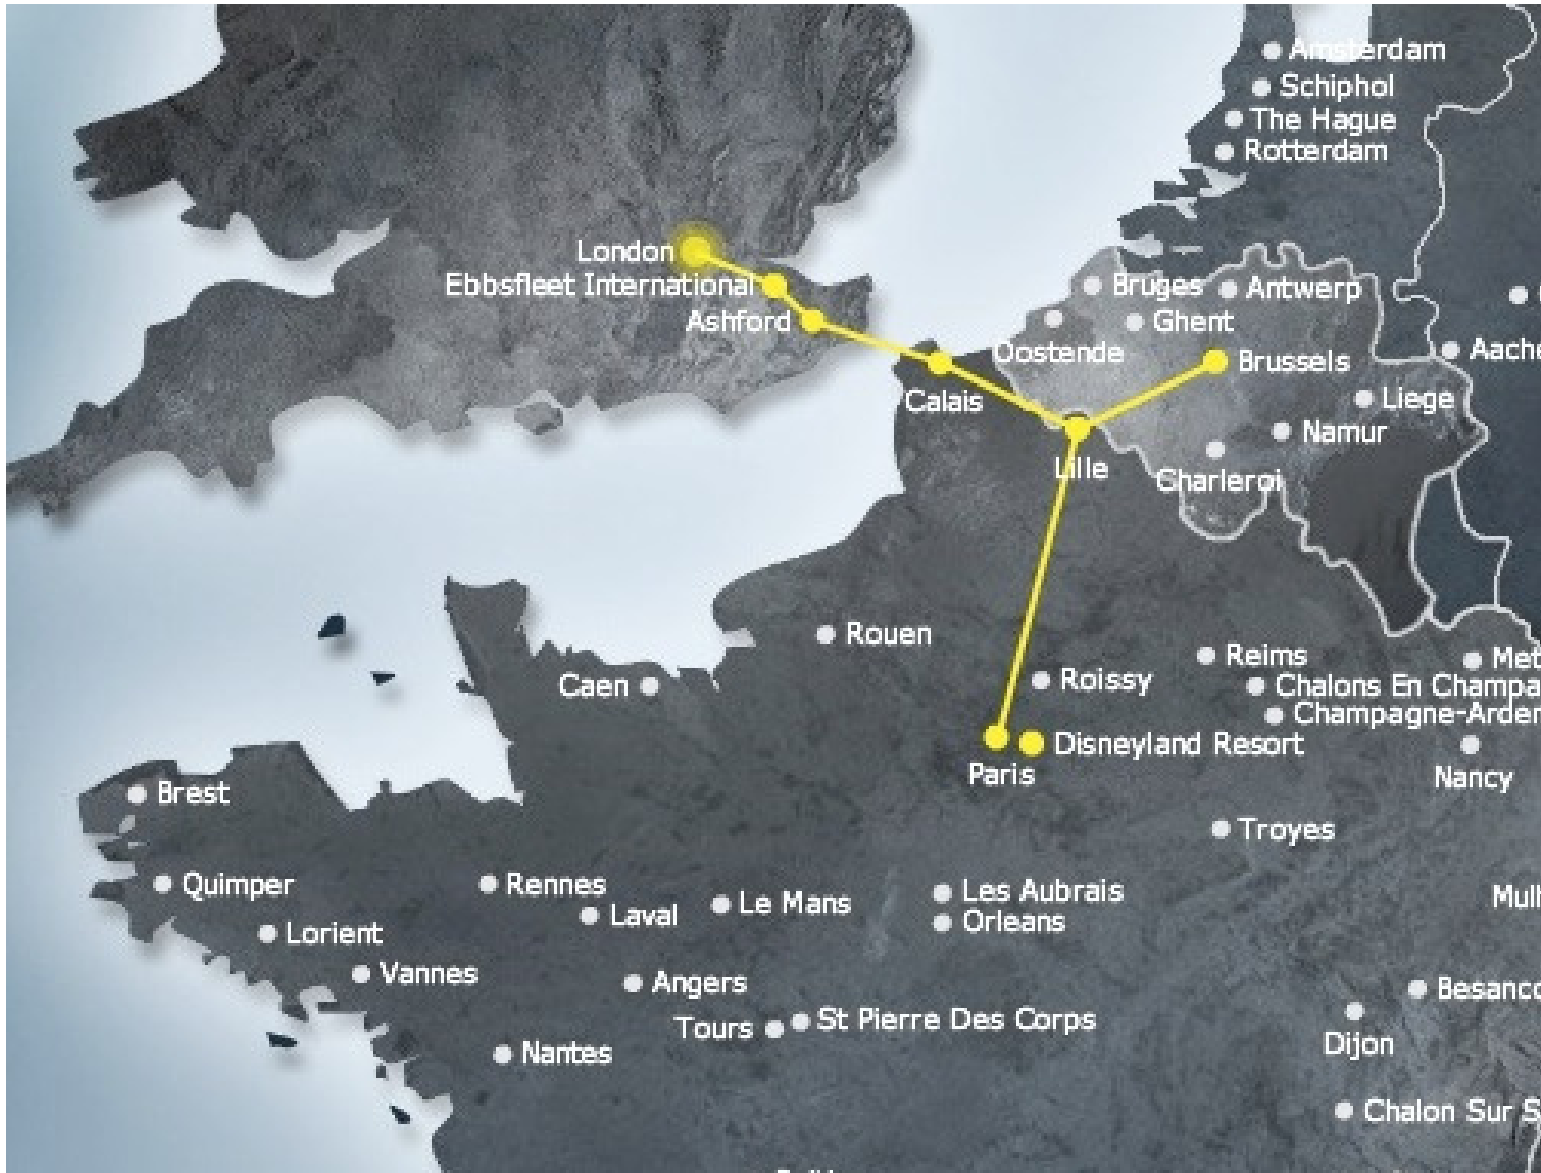 Amsterdam
Schiphol
The Hague
Rotterdam
London
Ebbsfleet International
Bruges
Antwerp
Ashford
Ghent
Oostende
Brussels
Aache
Calais
Liege
Namur
Lille
Charleroi
Rouen
Reims
Met
Roissy
Caen
Chalons En Champa
Champagne-Arder
Disneyland Resort
Paris
Nancy
Brest
Troyes
Quimper
Rennes
Les Aubrais
Mulh
Le Mans
Laval
Orleans
Lorient
Vannes
Angers
Besanco
St Pierre Des Corps
Tours
Dijon
Nantes
Chalon Sur S